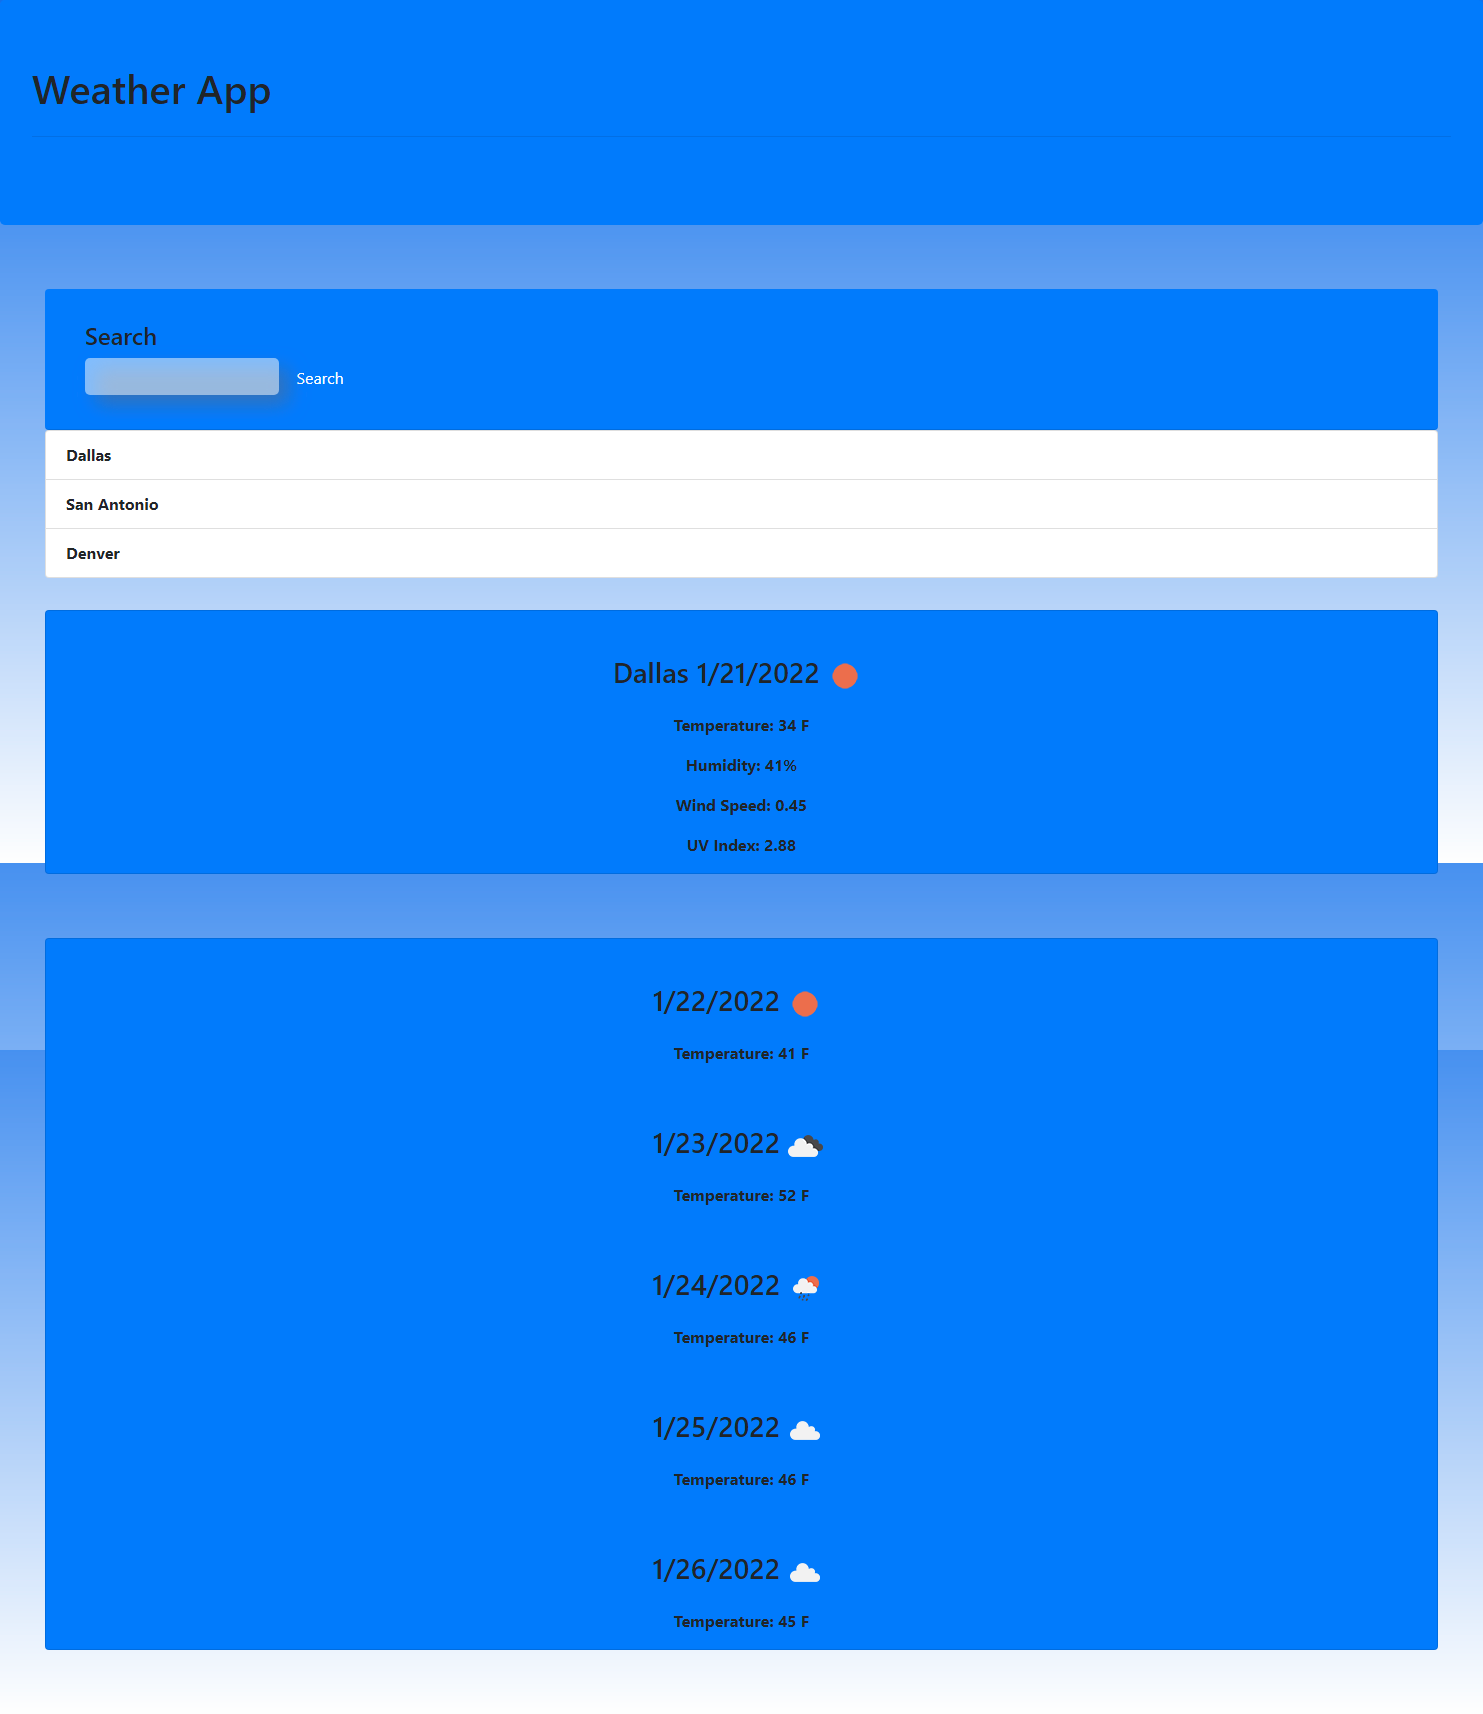 Weather App
Search
Search
Dallas
San Antonio
Denver
Dallas 1/21/2022
Temperature: 34 F
Humidity: 41%
Wind Speed: 0.45
UV Index: 2.88
1/22/2022
Temperature: 41 F
1/23/2022
Temperature: 52 F
1/24/2022
Temperature: 46 F
1/25/2022
Temperature: 46 F
1/26/2022
Temperature: 45 F